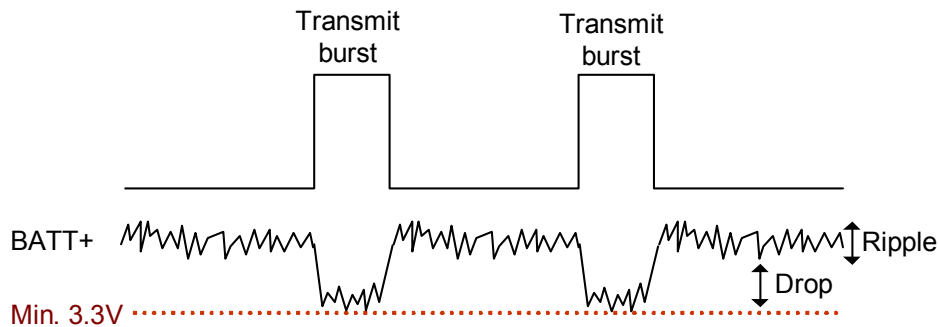 Transmit
burst
Transmit
burst
BATT+
Ripple
Drop
Min. 3.3V